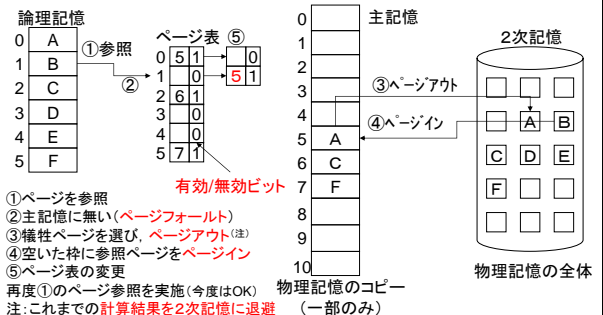 論理記憶
0 A
1 B
2 C
3 D
4 E
5 F
①参照
②
ページ表 ⑤
0 5 1 0
1 0 5 1
2 6 1
3 0
4 0
5 7 1
有効/無効ビット
主記憶
0
1
2
3
4
5 A
6 C
7 F
8
9
10
物理記憶のコピー
(一部のみ)
③ページアウト
④ページイン
2次記憶
A B
C D E
F
物理記憶の全体
①ページを参照
②主記憶に無い(ページフォールト)
③犠牲ページを選び，ページアウト(注)
④空いた枠に参照ページをページイン
⑤ページ表の変更
再度①のページ参照を実施(今度はOK)
注:これまでの計算結果を2次記憶に退避